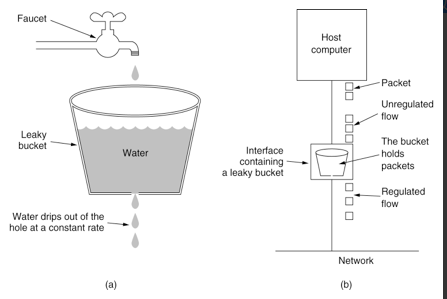 Faucet
Leaky
bucket
Water
Water drips out of the
hole at a constant rate
(a)
Host
computer
Packet
Unregulated
flow
Interface
containing
a leaky bucket
The bucket
holds
packets
Regulated
flow
Network
(b)